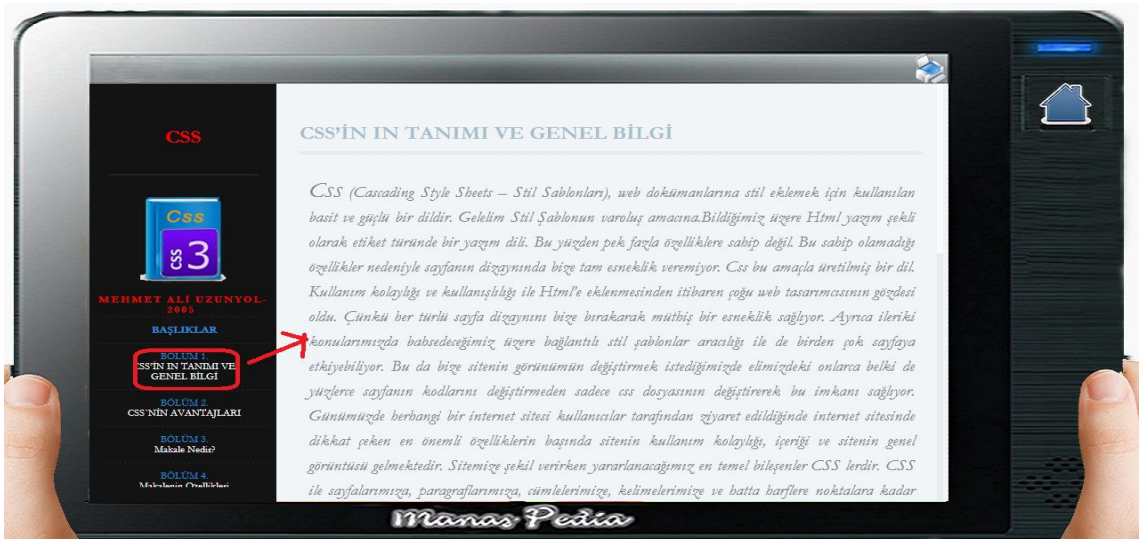 CSS
Css
css
3
MEHMET ALİ UZUNYOL-
2005
BAŞLIKLAR
BÖLÜM 1.
CSS'İN IN TANIMI VE
GENEL BİLGİ
BÖLÜM 2.
CSS'NİN AVANTAJLARI
BÖLÜM 3.
Makale Nedir?
BÖLÜM 4.
Makalenin Özellikleri
CSS'İN IN TANIMI VE GENEL BİLGİ
CSS (Cascading Style Sheets – Stil Sablonları), web dokümanlarına stil eklemek için kullanılan
basit ve güçlü bir dildir. Gelelim Stil Şablonun varoluş amacına.Bildiğimiz üzere Html yazım şekli
olarak etiket türünde bir yazım dili. Bu yüzden pek fazla özelliklere sahip değil. Bu sahip olamadığı
özellikler nedeniyle sayfanın dizaynında bize tam esneklik veremiyor. Css bu amaçla üretilmiş bir dil.
Kullanım kolaylığı ve kullanışlılığı ile Html'e eklenmesinden itibaren çoğu web tasarımcısının gözdesi
oldu. Çünkü her türlü sayfa dizaynını bize bırakarak müthiş bir esneklik sağlıyor. Ayrıca ileriki
konularımızda bahsedeceğimiz üzere bağlantılı stil şablonlar aracılığı ile de birden çok sayfaya
etkiyebiliyor. Bu da bize sitenin görünümün değiştirmek istediğimizde elimizdeki onlarca belki de
yüzlerce sayfanın kodlarını değiştirmeden sadece css dosyasının değiştirerek bu imkanı sağlıyor.
Günümüzde herhangi bir internet sitesi kullanıcılar tarafından ziyaret edildiğinde internet sitesinde
dikkat çeken en önemli özelliklerin başında sitenin kullanım kolaylığı, içeriği ve sitenin genel
görüntüsü gelmektedir. Sitemize şekil verirken yararlanacağımız en temel bileşenler CSS lerdir. CSS
ile sayfalarımıza, paragraflarımıza, cümlelerimize, kelimelerimize ve hatta harflere noktalara kadar
Manas Pedia